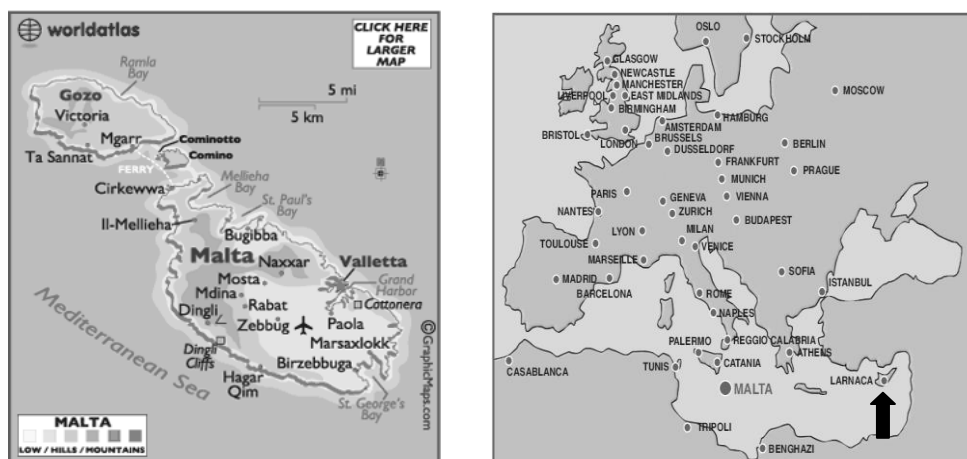 worldatlas
CLICK HERE
FOR
LARGER
MAP
Ramla
Bay
Gozo
Victoria
5 mi
5 km
Mgarr
Cominotto
Comino
Ta Sannat
FERRY
Cirkewwa
Mellieha
Bay
St. Paul's
Bay
Il-Mellieha
Bugibba
Malta
Naxxar
Valletta
Mosta
Grand
Harbor
Mdina
Rabat
Cottonera
Dingli
Zebbug
Paola
Marsaxlokk
Dingli
Cliffs
Birzebbuga
Hagar
Qim
St. George's
Bay
Mediterranean Sea
©GraphicMaps.com
MALTA
LOW / HILLS / MOUNTAINS
OSLO
STOCKHOLM
GLASGOW
NEWCASTLE
MANCHESTER
LIVERPOOL
EAST MIDLANDS
BIRMINGHAM
MOSCOW
HAMBURG
BRISTOL
AMSTERDAM
LONDON
BRUSSELS
DUSSELDORF
BERLIN
FRANKFURT
PRAGUE
MUNICH
PARIS
VIENNA
GENEVA
NANTES
ZURICH
BUDAPEST
LYON
MILAN
TOULOUSE
VENICE
MARSEILLE
SOFIA
MADRID
ISTANBUL
BARCELONA
ROME
NAPLES
REGGIO CALABRIA
PALERMO
ATHENS
CASABLANCA
TUNIS
CATANIA
LARNACA
MALTA
TRIPOLI
BENGHAZI